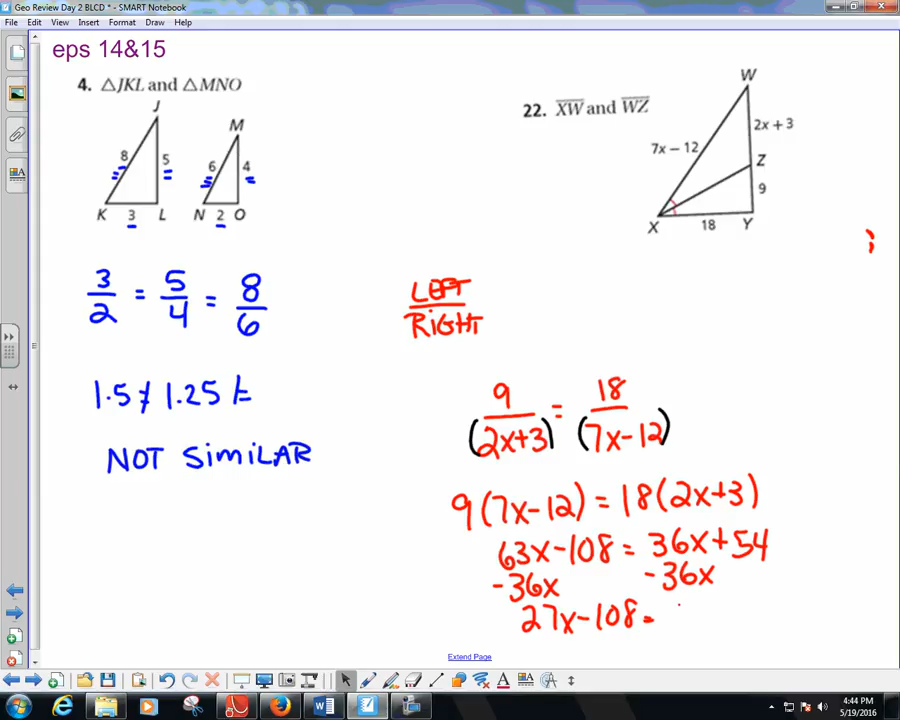 Geo Review Day 2 BLCD * - SMART Notebook
File Edit View Insert Format Draw Help
eps 14&15
4. △JKL and △MNO
J
8
5
K
3
L
M
6
4
N
2
O
3/2 = 5/4 = 8/6
1.5 ≠ 1.25 ≠
NOT SIMILAR
22. XW and WZ
W
2x + 3
7x − 12
Z
9
X
18
Y
LEFT
RIGHT
9/(2x+3) = 18/(7x−12)
9(7x−12) = 18(2x+3)
63x−108 = 36x+54
−36x −36x
27x−108 =
Extend Page
4:44 PM
5/19/2016